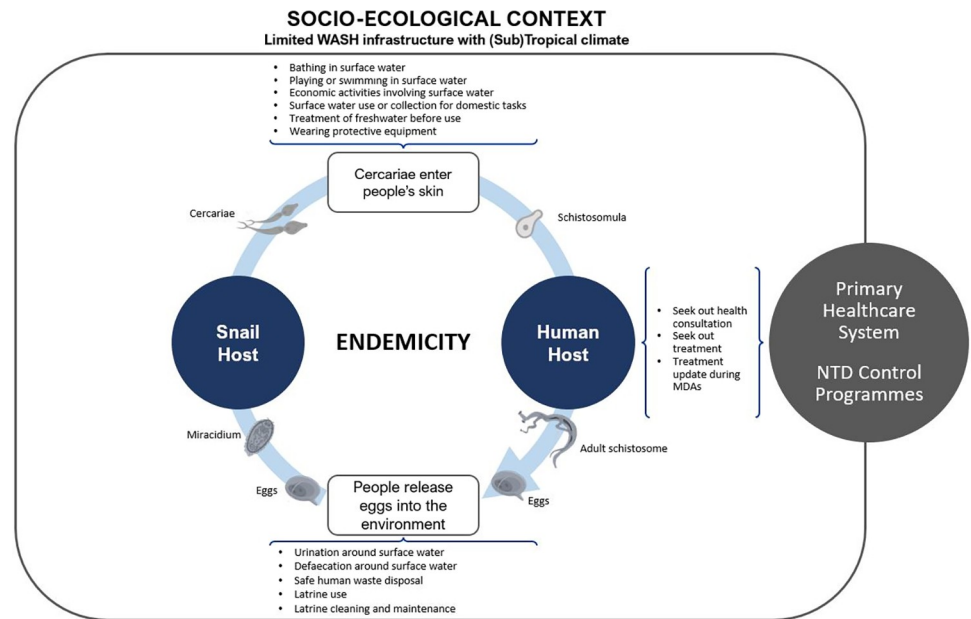 SOCIO-ECOLOGICAL CONTEXT
Limited WASH infrastructure with (Sub)Tropical climate
• Bathing in surface water
• Playing or swimming in surface water
• Economic activities involving surface water
• Surface water use or collection for domestic tasks
• Treatment of freshwater before use
• Wearing protective equipment
Cercariae enter
people's skin
Cercariae
Schistosomula
Snail
Host
ENDEMICITY
Human
Host
• Seek out health
consultation
• Seek out
treatment
• Treatment
update during
MDAs
Primary
Healthcare
System
NTD Control
Programmes
Miracidium
Adult schistosome
Eggs
People release
eggs into the
environment
Eggs
• Urination around surface water
• Defaecation around surface water
• Safe human waste disposal
• Latrine use
• Latrine cleaning and maintenance